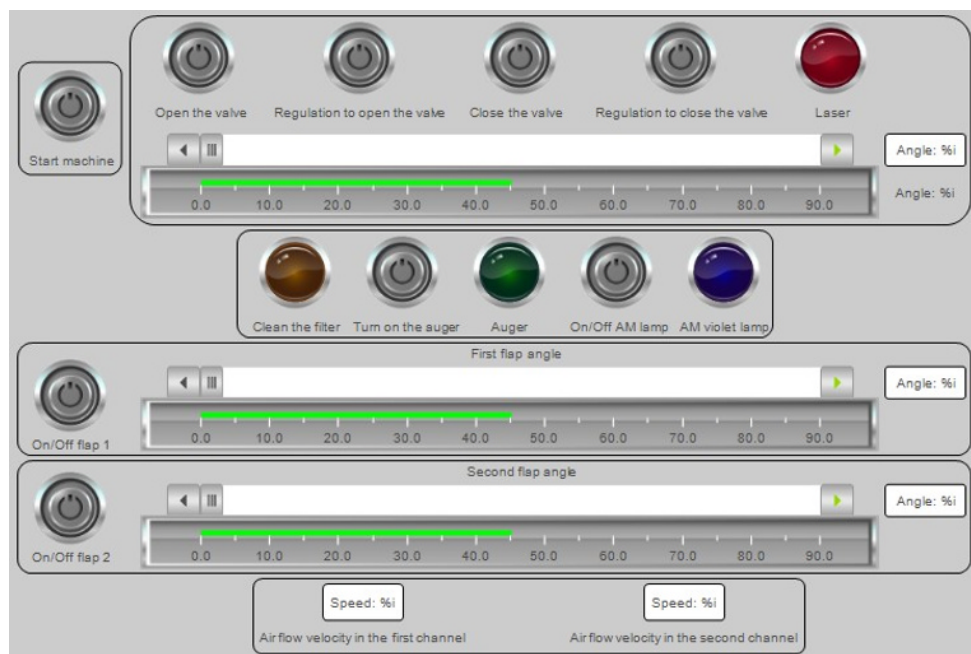 Open the valve Regulation to open the valve Close the valve Regulation to close the valve Laser
Start machine
Angle: %i
Angle: %i
0.0 10.0 20.0 30.0 40.0 50.0 60.0 70.0 80.0 90.0
Clean the filter Turn on the auger Auger On/Off AM lamp AM violet lamp
First flap angle
Angle: %i
On/Off flap 1
0.0 10.0 20.0 30.0 40.0 50.0 60.0 70.0 80.0 90.0
Second flap angle
Angle: %i
On/Off flap 2
0.0 10.0 20.0 30.0 40.0 50.0 60.0 70.0 80.0 90.0
Speed: %i Speed: %i
Air flow velocity in the first channel Air flow velocity in the second channel